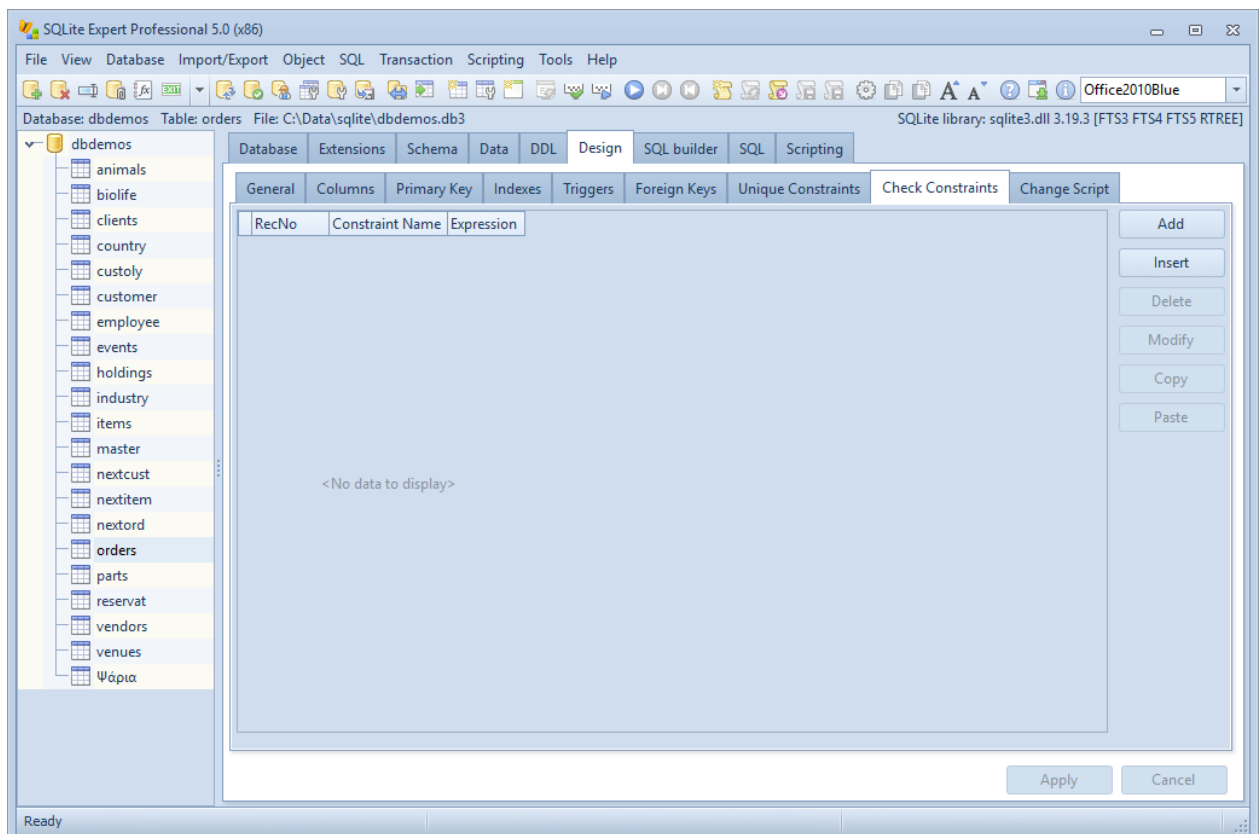 SQLite Expert Professional 5.0 (x86)
File View Database Import/Export Object SQL Transaction Scripting Tools Help
EXIT Office2010Blue
Database: dbdemos Table: orders File: C:\Data\sqlite\dbdemos.db3 SQLite library: sqlite3.dll 3.19.3 [FTS3 FTS4 FTS5 RTREE]
dbdemos
animals
biolife
clients
country
custoly
customer
employee
events
holdings
industry
items
master
nextcust
nextitem
nextord
orders
parts
reservat
vendors
venues
Ψάρια
Database Extensions Schema Data DDL Design SQL builder SQL Scripting
General Columns Primary Key Indexes Triggers Foreign Keys Unique Constraints Check Constraints Change Script
RecNo Constraint Name Expression
<No data to display>
Add
Insert
Delete
Modify
Copy
Paste
Apply Cancel
Ready